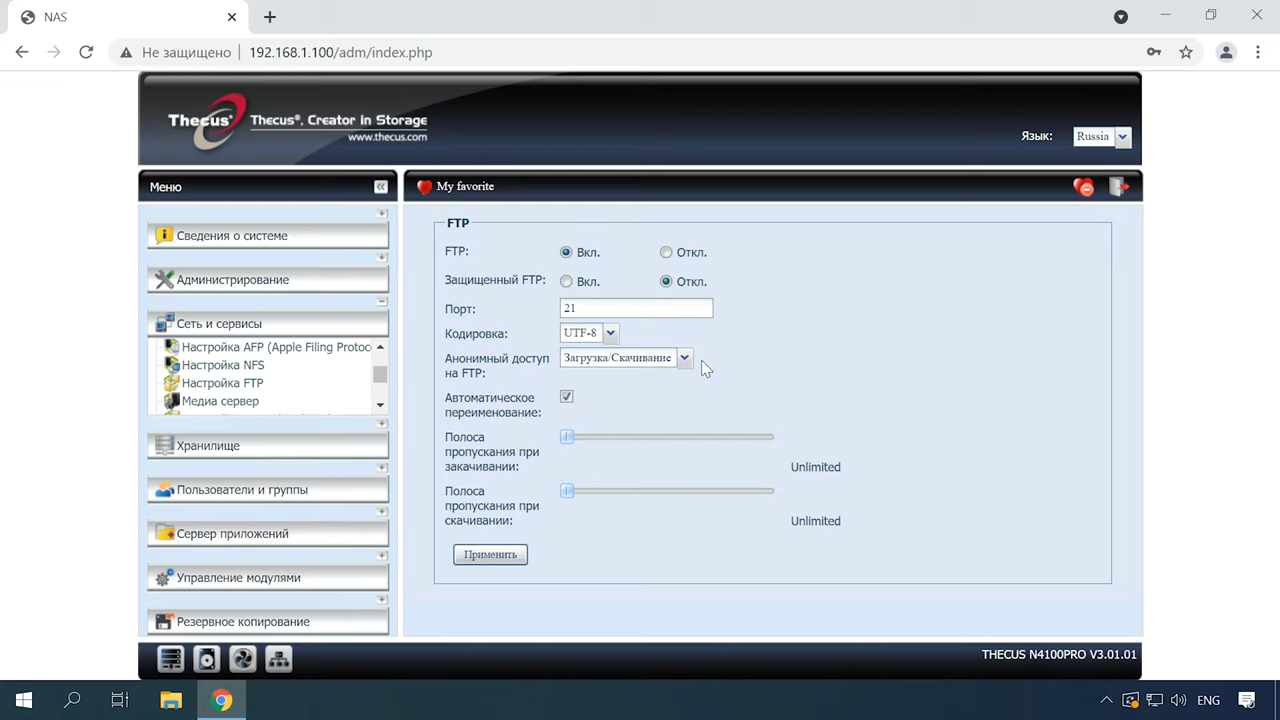 NAS
Не защищено
192.168.1.100/adm/index.php
Thecus®
Thecus®, Creator in Storage
www.thecus.com
Язык:
Russia
Меню
My favorite
Сведения о системе
Администрирование
Сеть и сервисы
Настройка AFP (Apple Filing Protoco
Настройка NFS
Настройка FTP
Медиа сервер
Хранилище
Пользователи и группы
Сервер приложений
Управление модулями
Резервное копирование
FTP
FTP:
Вкл.
Откл.
Защищенный FTP:
Вкл.
Откл.
Порт:
21
Кодировка:
UTF-8
Анонимный доступ
на FTP:
Загрузка/Скачивание
Автоматическое
переименование:
Полоса
пропускания при
закачивании:
Unlimited
Полоса
пропускания при
скачивании:
Unlimited
Применить
THECUS N4100PRO V3.01.01
ENG